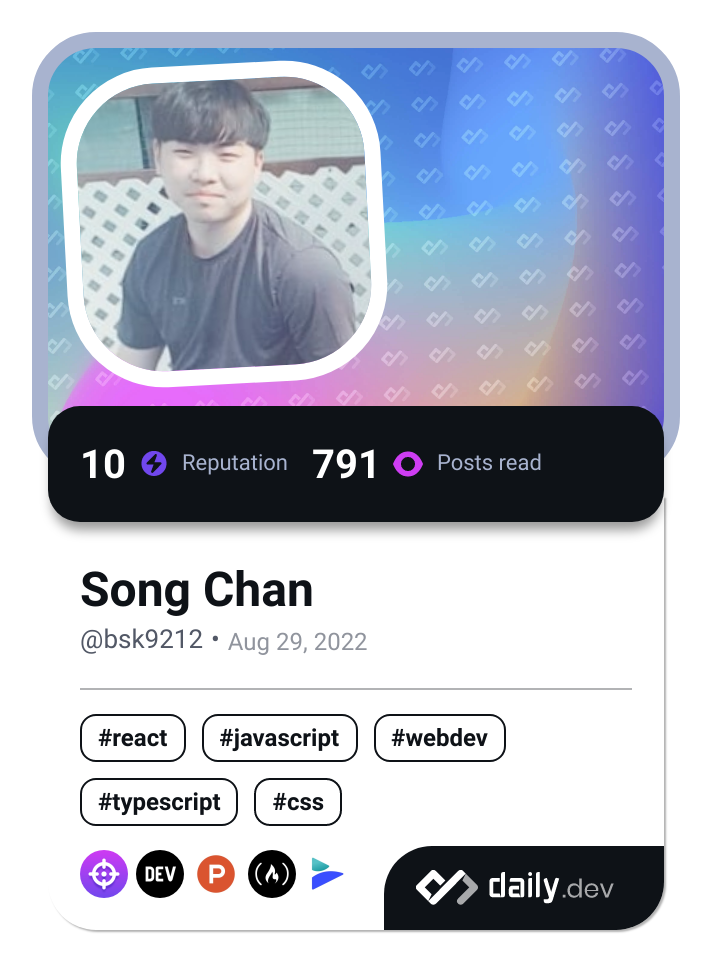 10 Reputation 791 Posts read
Song Chan
@bsk9212 • Aug 29, 2022
#react #javascript #webdev
#typescript #css
DEV P
daily.dev